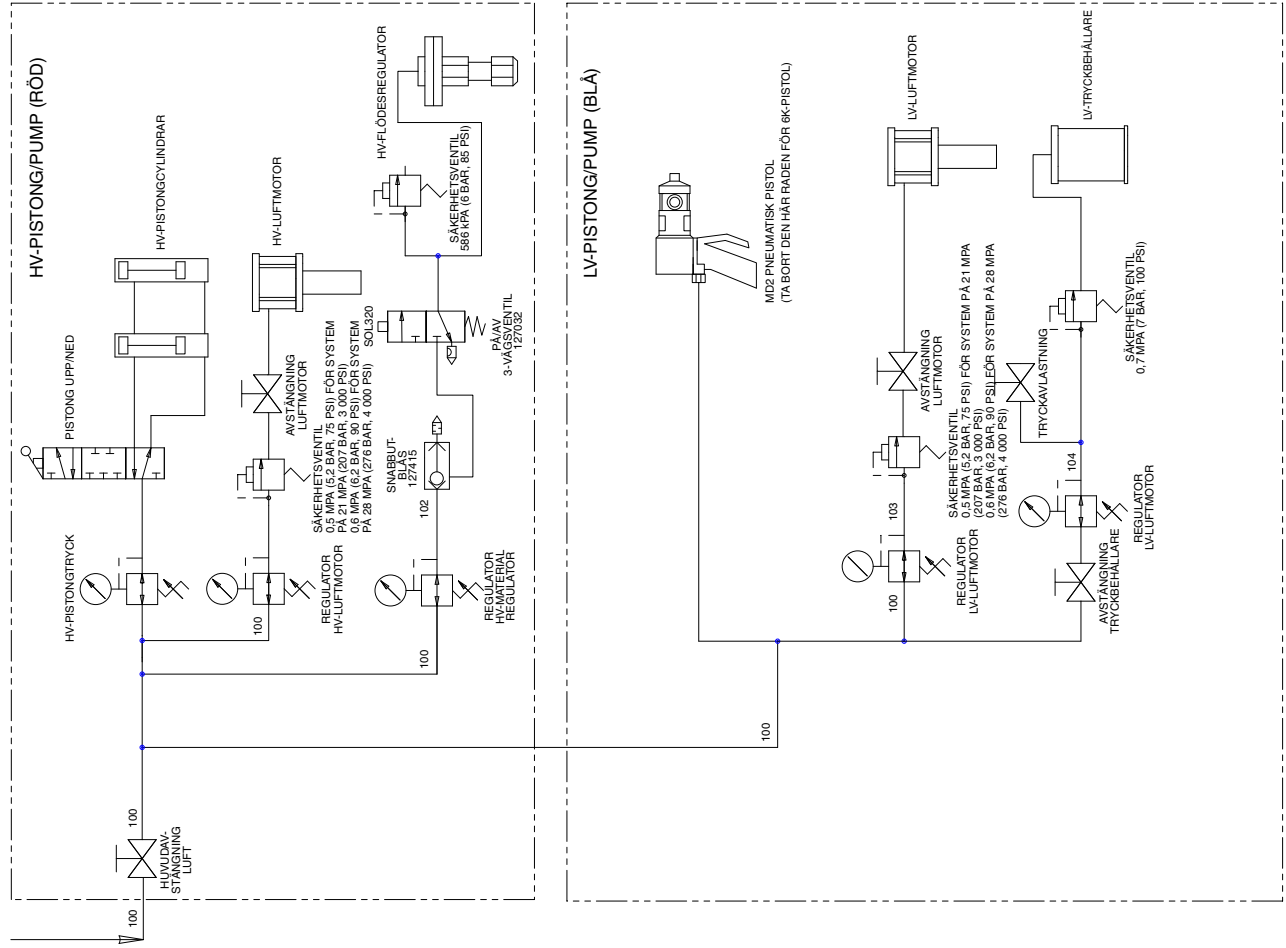 HV-PISTONG/PUMP (RÖD)
PISTONG UPP/NED
HV-PISTONGCYLINDRAR
HV-PISTONGTRYCK
HV-LUFTMOTOR
AVSTÄNGNING
LUFTMOTOR
SÄKERHETSVENTIL
0,5 MPA (5,2 BAR, 75 PSI) FÖR SYSTEM
PÅ 21 MPA (207 BAR, 3 000 PSI)
0,6 MPA (6,2 BAR, 90 PSI) FÖR SYSTEM
PÅ 28 MPA (276 BAR, 4 000 PSI)
REGULATOR
HV-LUFTMOTOR
100
HV-FLÖDESREGULATOR
SÄKERHETSVENTIL
586 kPA (6 BAR, 85 PSI)
SOL320
PÅ/AV
3-VÄGSVENTIL
127032
SNABBUT-
BLÅS
127415
102
REGULATOR
HV-MATERIAL
REGULATOR
100
100
HUVUDAV-
STÄNGNING
LUFT
100
LV-PISTONG/PUMP (BLÅ)
MD2 PNEUMATISK PISTOL
(TA BORT DEN HÄR RADEN FÖR 6K-PISTOL)
LV-LUFTMOTOR
AVSTÄNGNING
LUFTMOTOR
SÄKERHETSVENTIL
0,5 MPA (5,2 BAR, 75 PSI) FÖR SYSTEM PÅ 21 MPA
(207 BAR, 3 000 PSI)
0,6 MPA (6,2 BAR, 90 PSI) FÖR SYSTEM PÅ 28 MPA
(276 BAR, 4 000 PSI)
103
REGULATOR
LV-LUFTMOTOR
100
LV-TRYCKBEHÅLLARE
SÄKERHETSVENTIL
0,7 MPA (7 BAR, 100 PSI)
TRYCKAVLASTNING
104
REGULATOR
LV-LUFTMOTOR
AVSTÄNGNING
TRYCKBEHÅLLARE
100